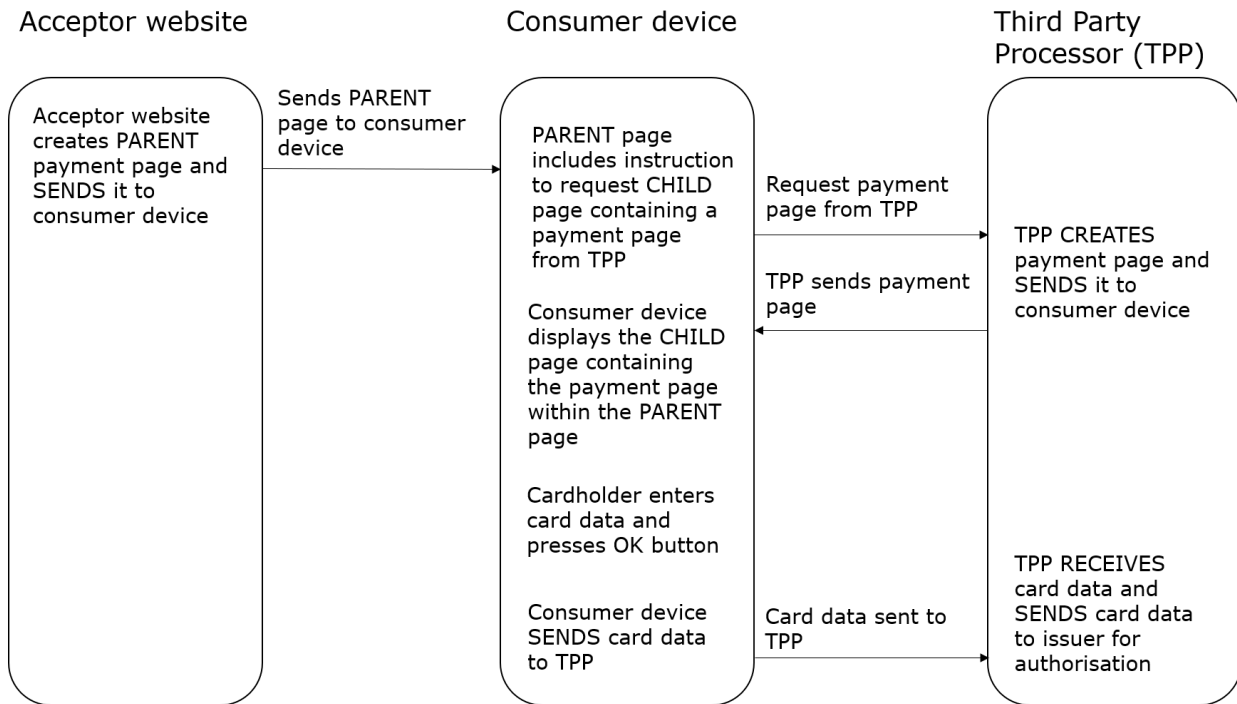 Acceptor website
Consumer device
Third Party
Processor (TPP)
Acceptor website
creates PARENT
payment page and
SENDS it to
consumer device
Sends PARENT
page to consumer
device
PARENT page
includes instruction
to request CHILD
page containing a
payment page
from TPP
Request payment
page from TPP
TPP CREATES
payment page and
SENDS it to
consumer device
TPP sends payment
page
Consumer device
displays the CHILD
page containing
the payment page
within the PARENT
page
Cardholder enters
card data and
presses OK button
Consumer device
SENDS card data
to TPP
Card data sent to
TPP
TPP RECEIVES
card data and
SENDS card data
to issuer for
authorisation